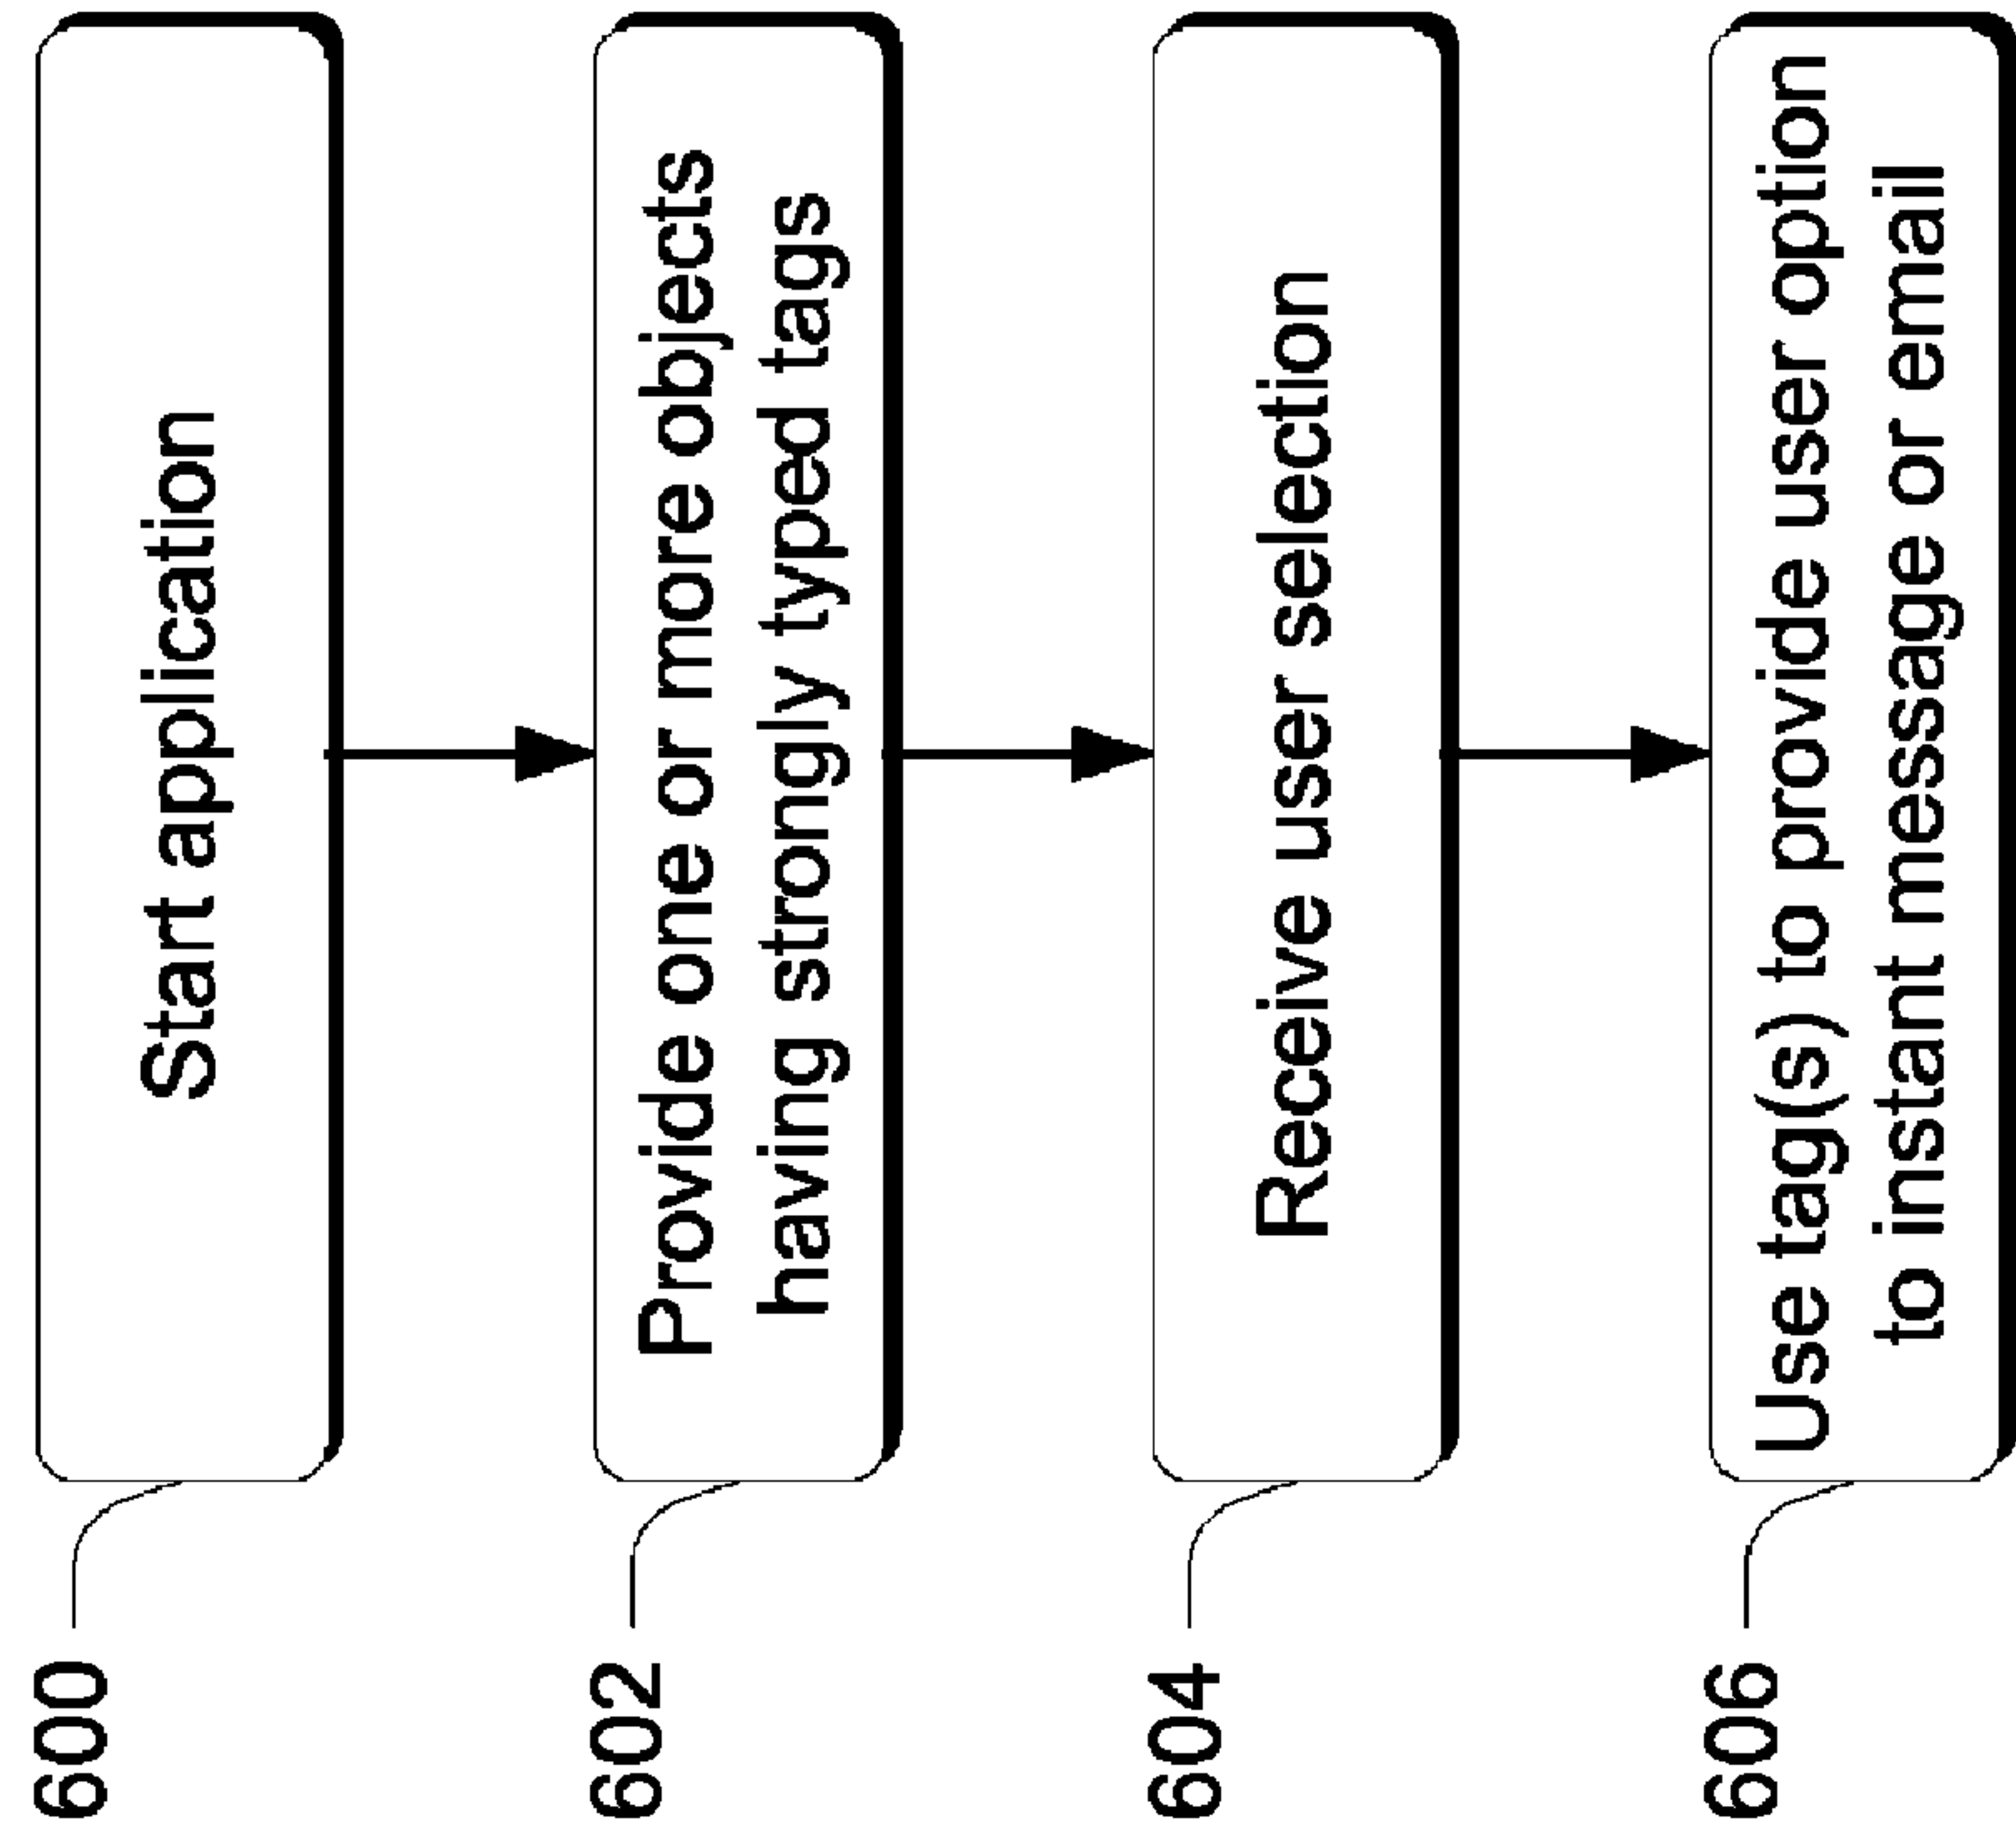 600
Start application
602
Provide one or more objects
having strongly typed tags
604
Receive user selection
606
Use tag(s) to provide user option
to instant message or email